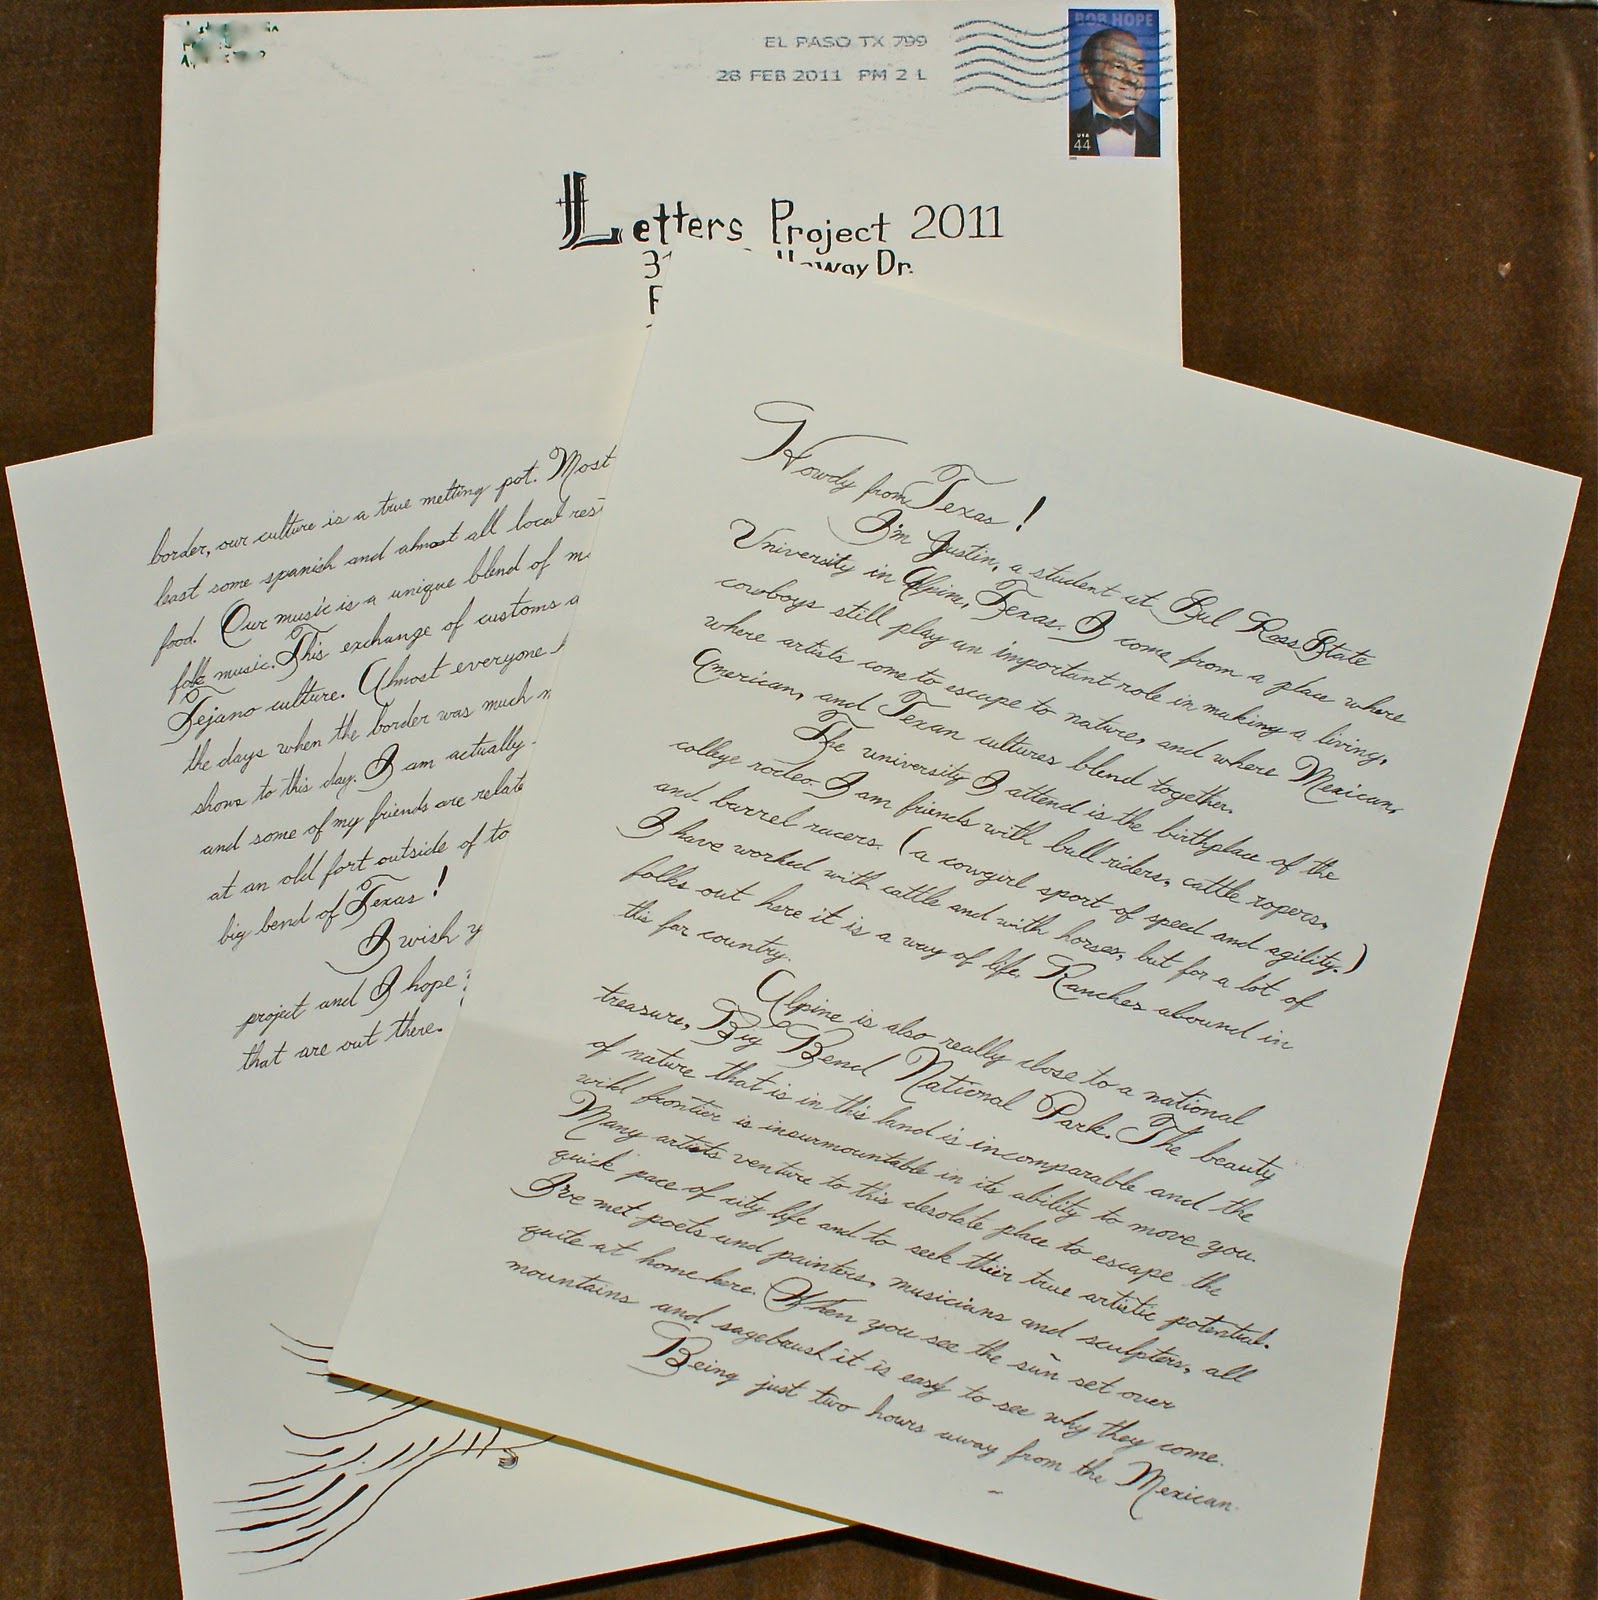 EL PASO TX 799
28 FEB 2011 PM 2 L
BOB HOPE
USA
44
Letters Project 2011
Dr.
Howdy from Texas!
I'm Justin, a student at Sul Ross State
University in Alpine, Texas. I come from a place where
cowboys still play an important role in making a living,
where artists come to escape to nature, and where Mexican,
American, and Texan cultures blend together.
The university I attend is the birthplace of the
college rodeo. I am friends with bull riders, cattle ropers,
and barrel racers. (a cowgirl sport of speed and agility.)
I have worked with cattle and with horses, but for a lot of
folks out here it is a way of life. Ranches abound in
this far country.
Alpine is also really close to a national
treasure, Big Bend National Park. The beauty
of nature that is in this land is incomparable and the
wild frontier is insurmountable in its ability to move you.
Many artists venture to this desolate place to escape the
quick pace of city life and to seek their true artistic potential.
I've met poets and painters, musicians and sculptors, all
quite at home here. When you see the sun set over
mountains and sagebrush it is easy to see why they come.
Being just two hours away from the Mexican
border, our culture is a true melting pot. Most
least some spanish and almost all local
food. Our music is a unique blend of
folk music. This exchange of customs
Tejano culture. Almost everyone
the days when the border was much
shows to this day. I am actually
and some of my friends are
at an old fort outside of
big bend of Texas!
I wish
project and I hope
that are out there.